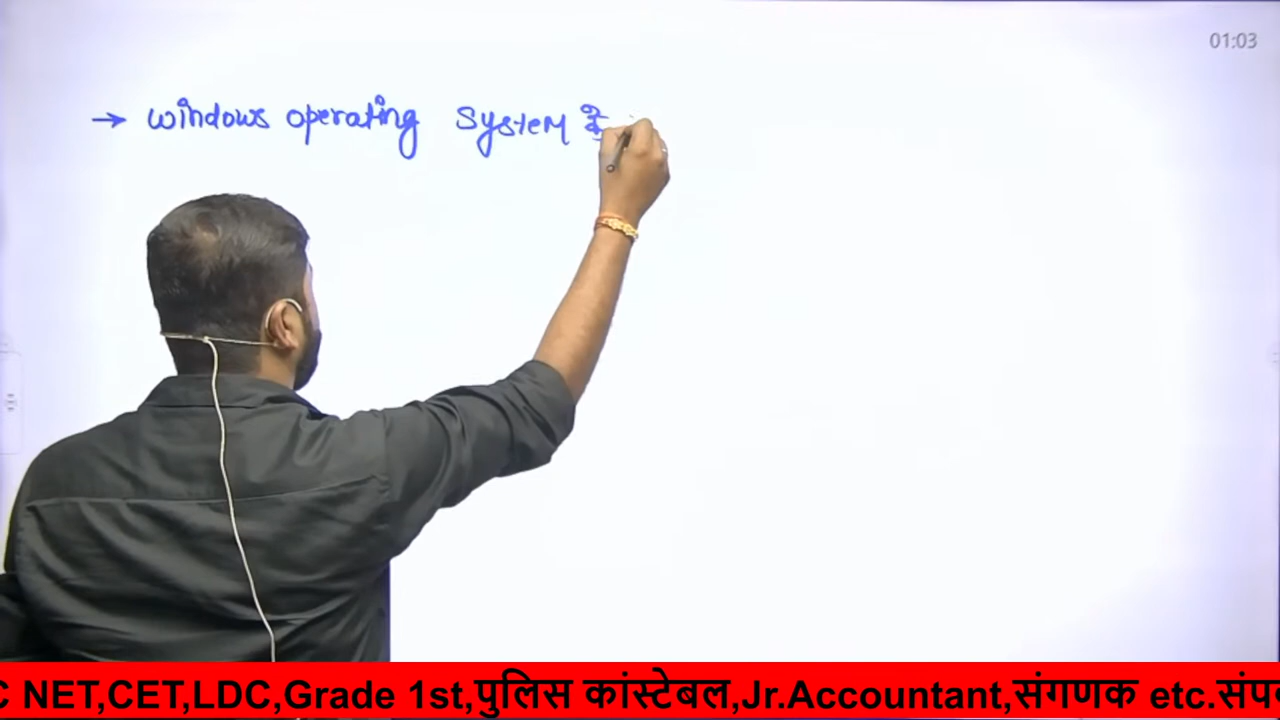 01:03
→ windows operating system के
C NET,CET,LDC,Grade 1st,पुलिस कांस्टेबल,Jr.Accountant,संगणक etc.संप